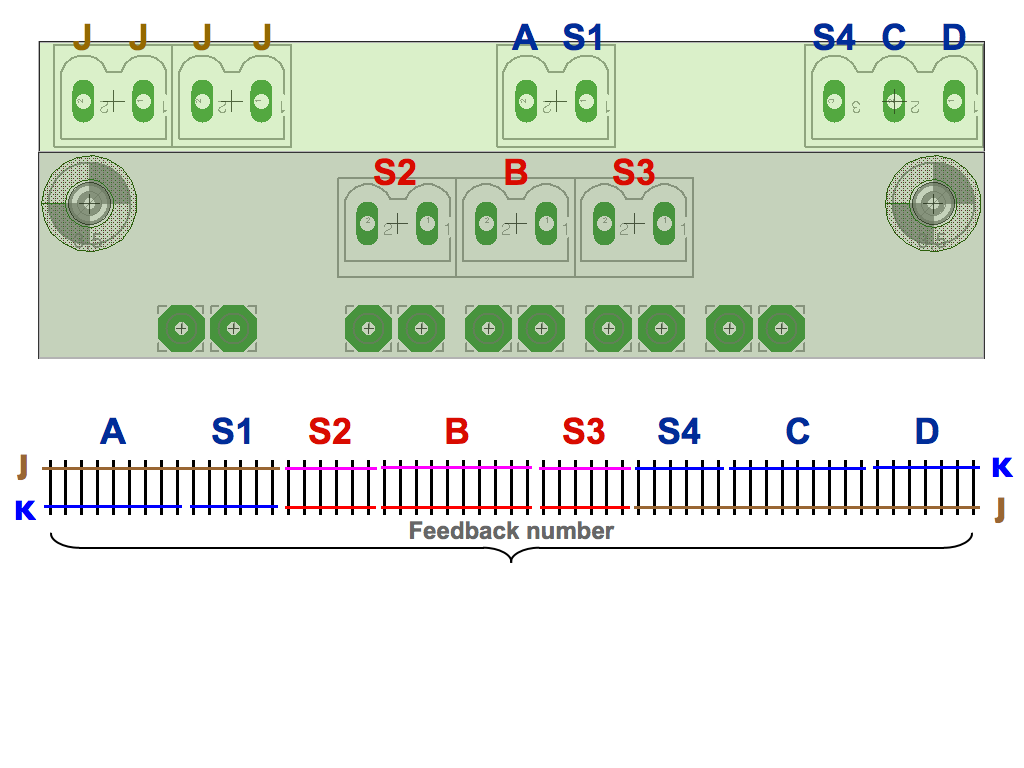 J J J J A S1 S4 C D
2 1 2 1 2 1 3 2 1
S2 B S3
2 1 2 1 2 1
A S1 S2 B S3 S4 C D
J K
K J
Feedback number